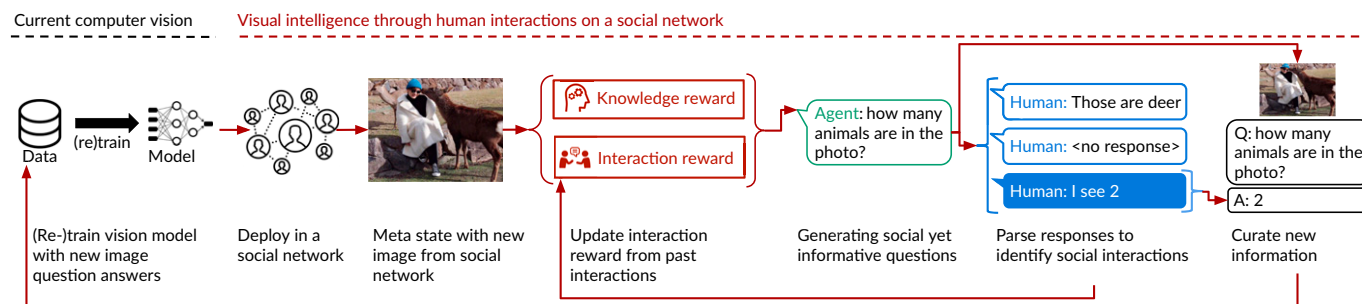 Current computer vision
Visual intelligence through human interactions on a social network
Data
(re)train
Model
Knowledge reward
Interaction reward
Agent: how many
animals are in the
photo?
Human: Those are deer
Human: <no response>
Human: I see 2
Q: how many
animals are in the
photo?
A: 2
(Re-)train vision model
with new image
question answers
Deploy in a
social network
Meta state with new
image from social
network
Update interaction
reward from past
interactions
Generating social yet
informative questions
Parse responses to
identify social interactions
Curate new
information